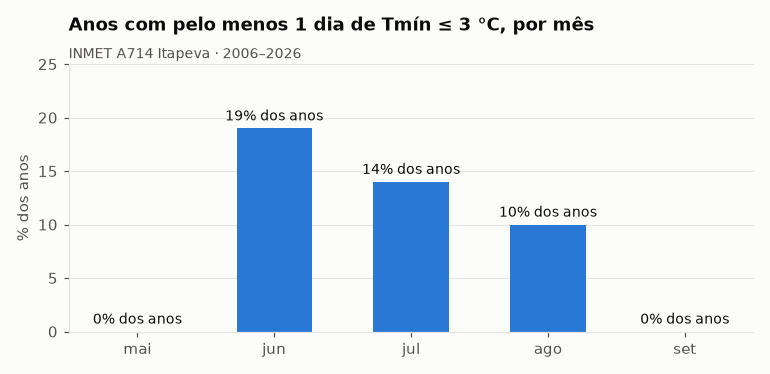 Anos com pelo menos 1 dia de Tmín ≤ 3 °C, por mês
INMET A714 Itapeva · 2006–2026
% dos anos
25
20
15
10
5
0
0% dos anos
19% dos anos
14% dos anos
10% dos anos
0% dos anos
mai
jun
jul
ago
set